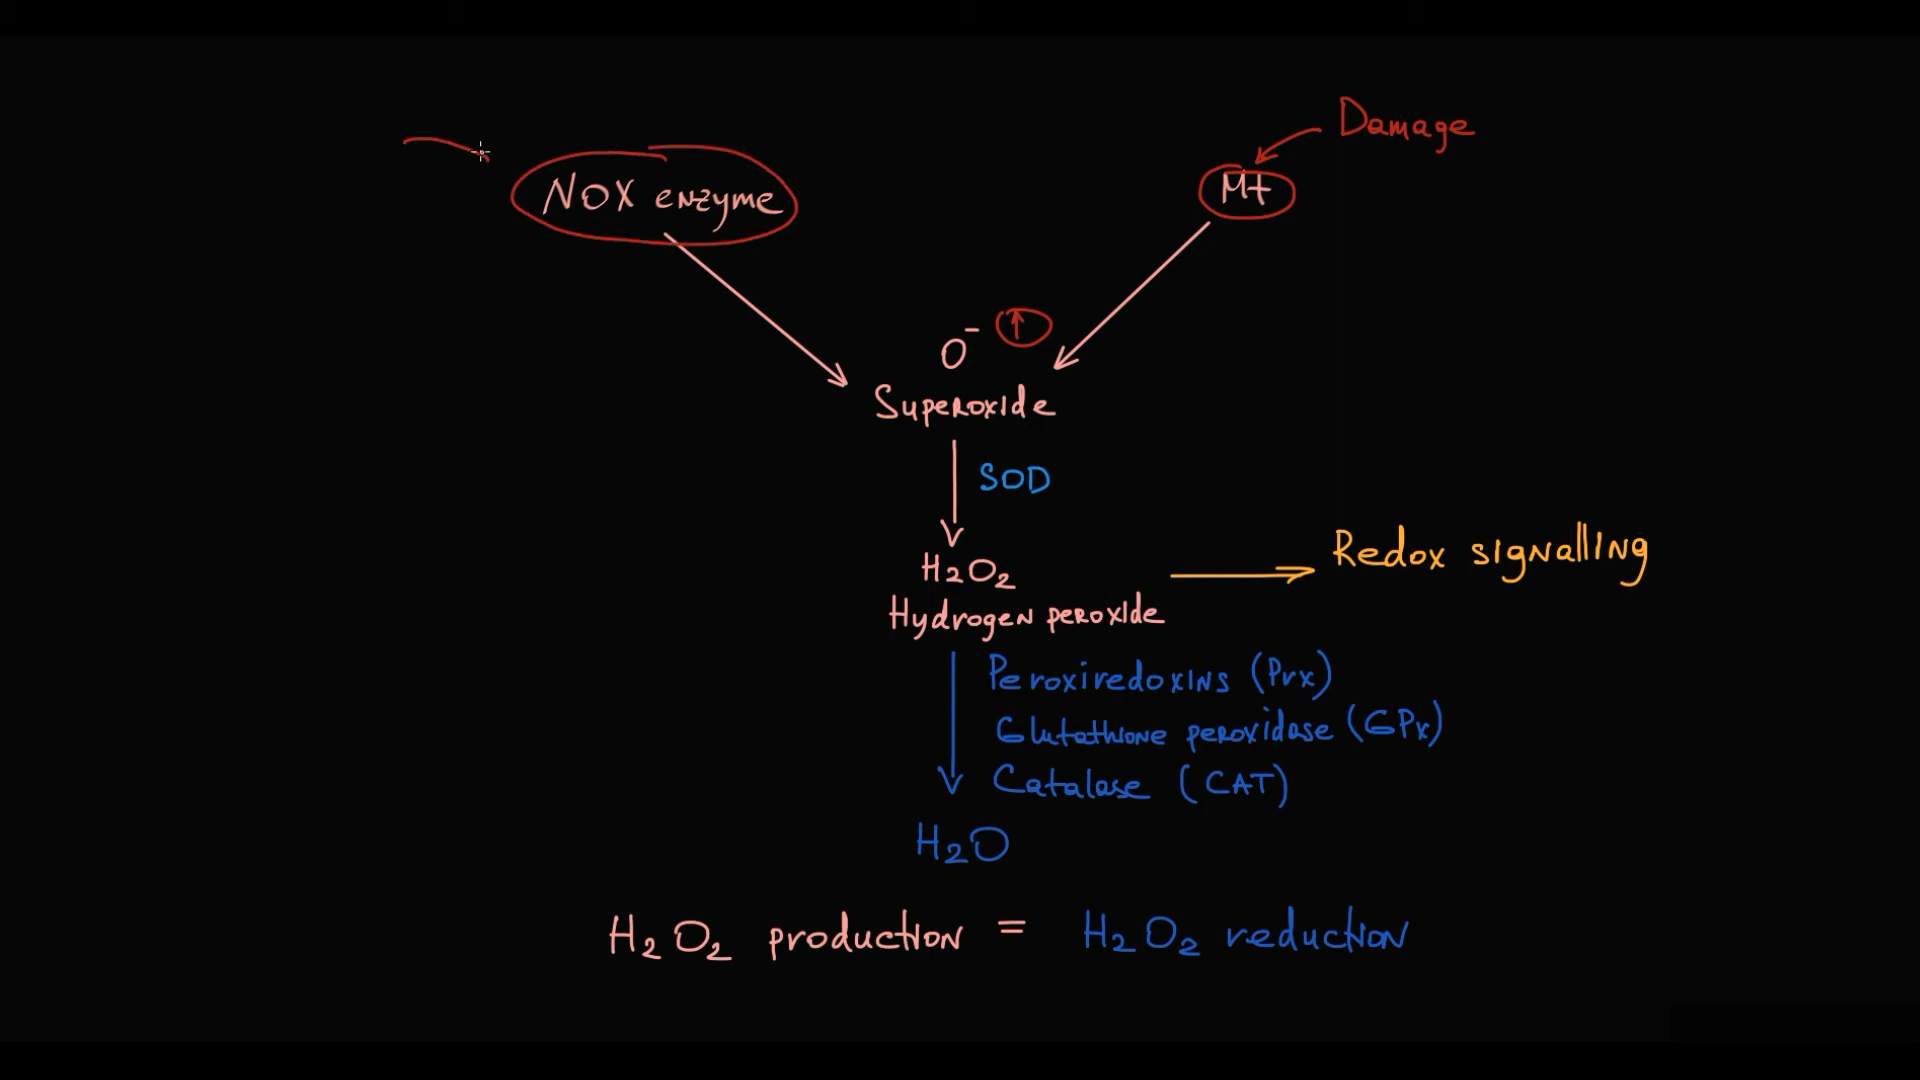 Damage
NOX enzyme
Mt
O⁻ ↑
Superoxide
SOD
H₂O₂
Redox signalling
Hydrogen peroxide
Peroxiredoxins (Prx)
Glutathione peroxidase (GPx)
Catalase (CAT)
H₂O
H₂O₂ production = H₂O₂ reduction